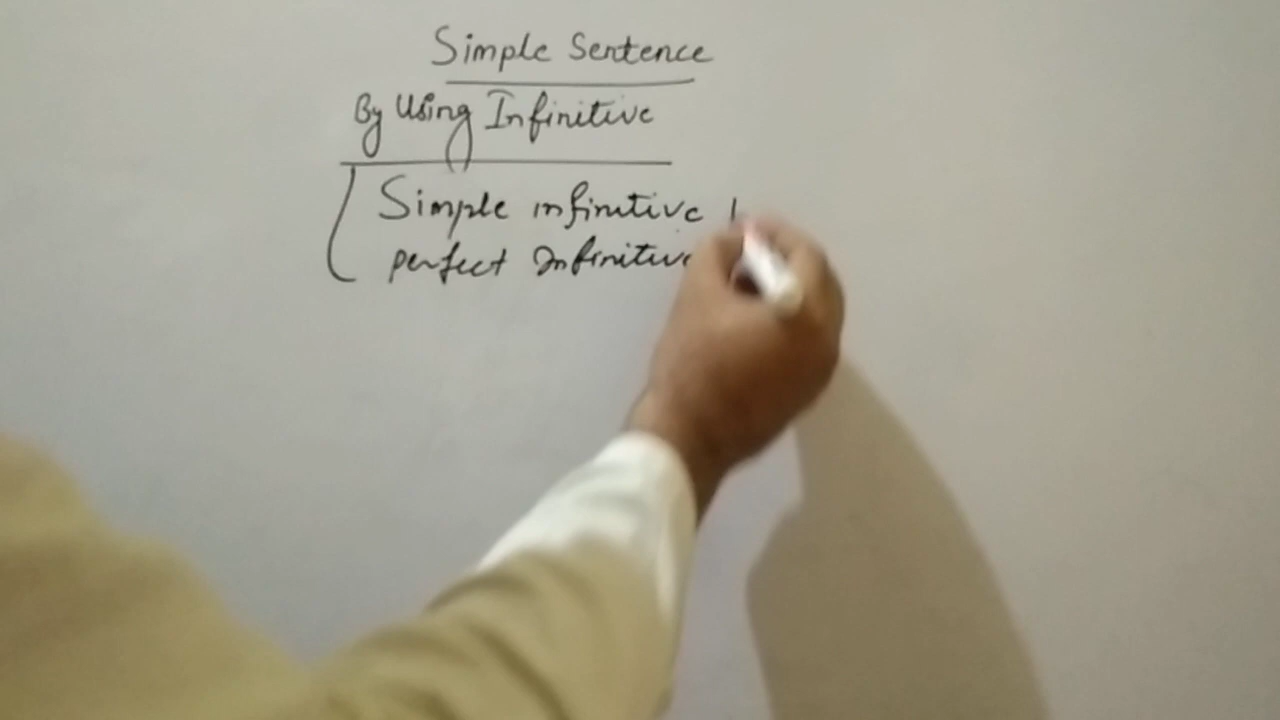 Simple Sentence
By Using Infinitive
Simple infinitive
perfect Infinitive